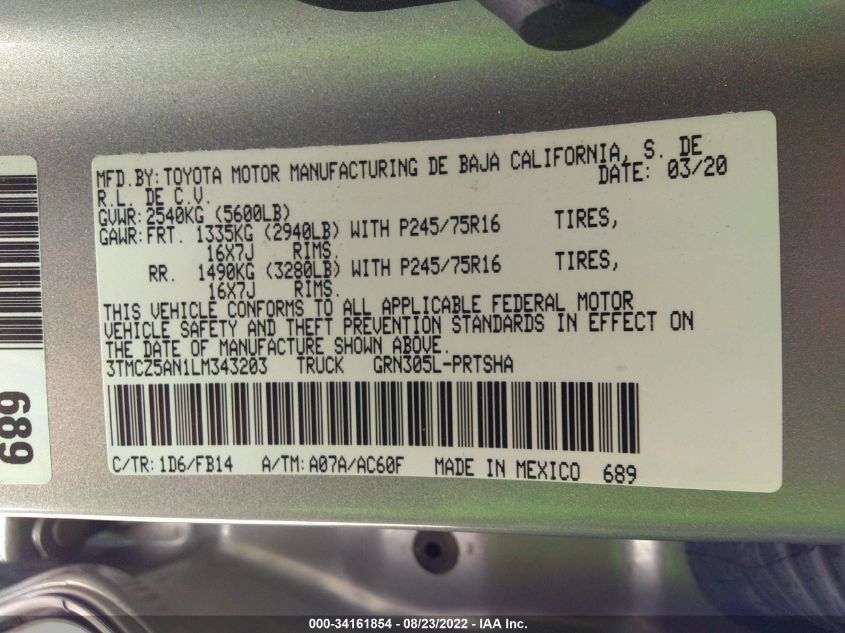 MFD.BY:TOYOTA MOTOR MANUFACTURING DE BAJA CALIFORNIA, S. DE
R.L. DE C.V. DATE: 03/20
GVWR:2540KG (5600LB)
GAWR:FRT. 1335KG (2940LB) WITH P245/75R16 TIRES,
16X7J RIMS.
RR. 1490KG (3280LB) WITH P245/75R16 TIRES,
16X7J RIMS.
THIS VEHICLE CONFORMS TO ALL APPLICABLE FEDERAL MOTOR
VEHICLE SAFETY AND THEFT PREVENTION STANDARDS IN EFFECT ON
THE DATE OF MANUFACTURE SHOWN ABOVE.
3TMCZ5AN1LM343203 TRUCK GRN305L-PRTSHA
C/TR:1D6/FB14 A/TM:A07A/AC60F MADE IN MEXICO 689
689
000-34161854 - 08/23/2022 - IAA Inc.